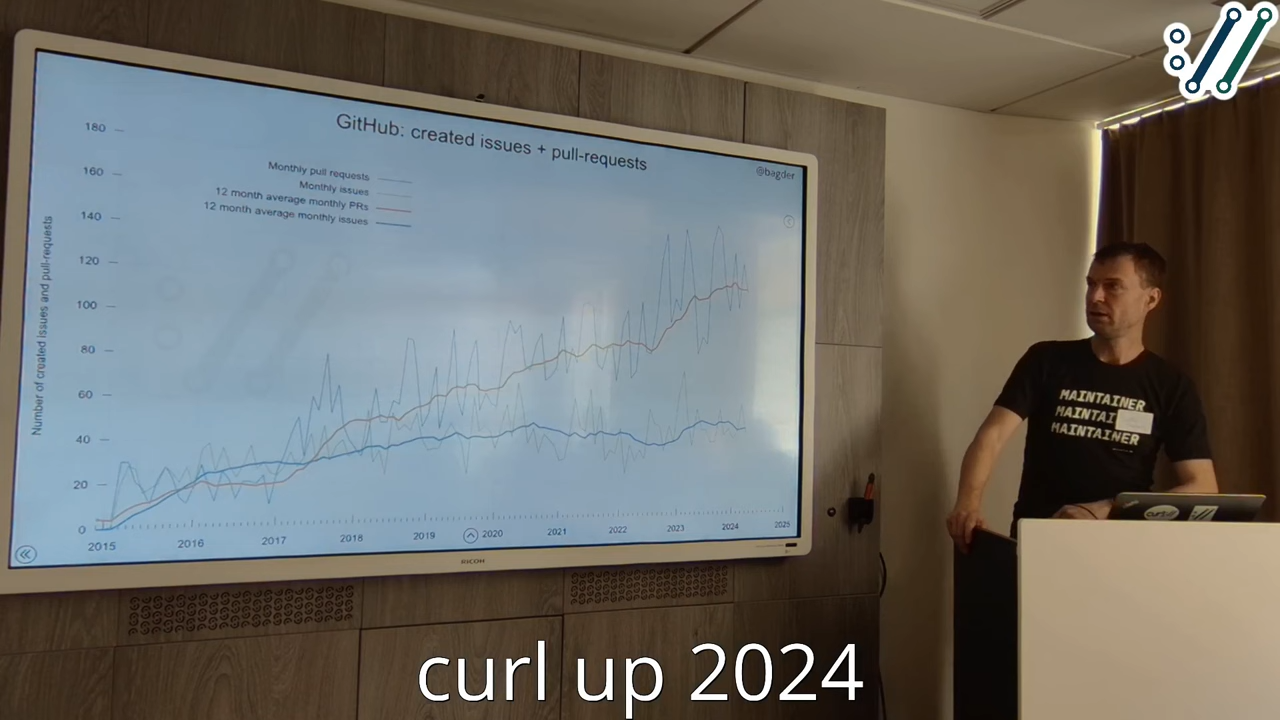 GitHub: created issues + pull-requests
@bagder
180
160
140
120
100
80
60
40
20
0
Number of created issues and pull-requests
Monthly pull requests
Monthly issues
12 month average monthly PRs
12 month average monthly issues
2015 2016 2017 2018 2019 2020 2021 2022 2023 2024 2025
RICOH
MAINTAINER
MAINTAI
MAINTAINER
curl
curl up 2024